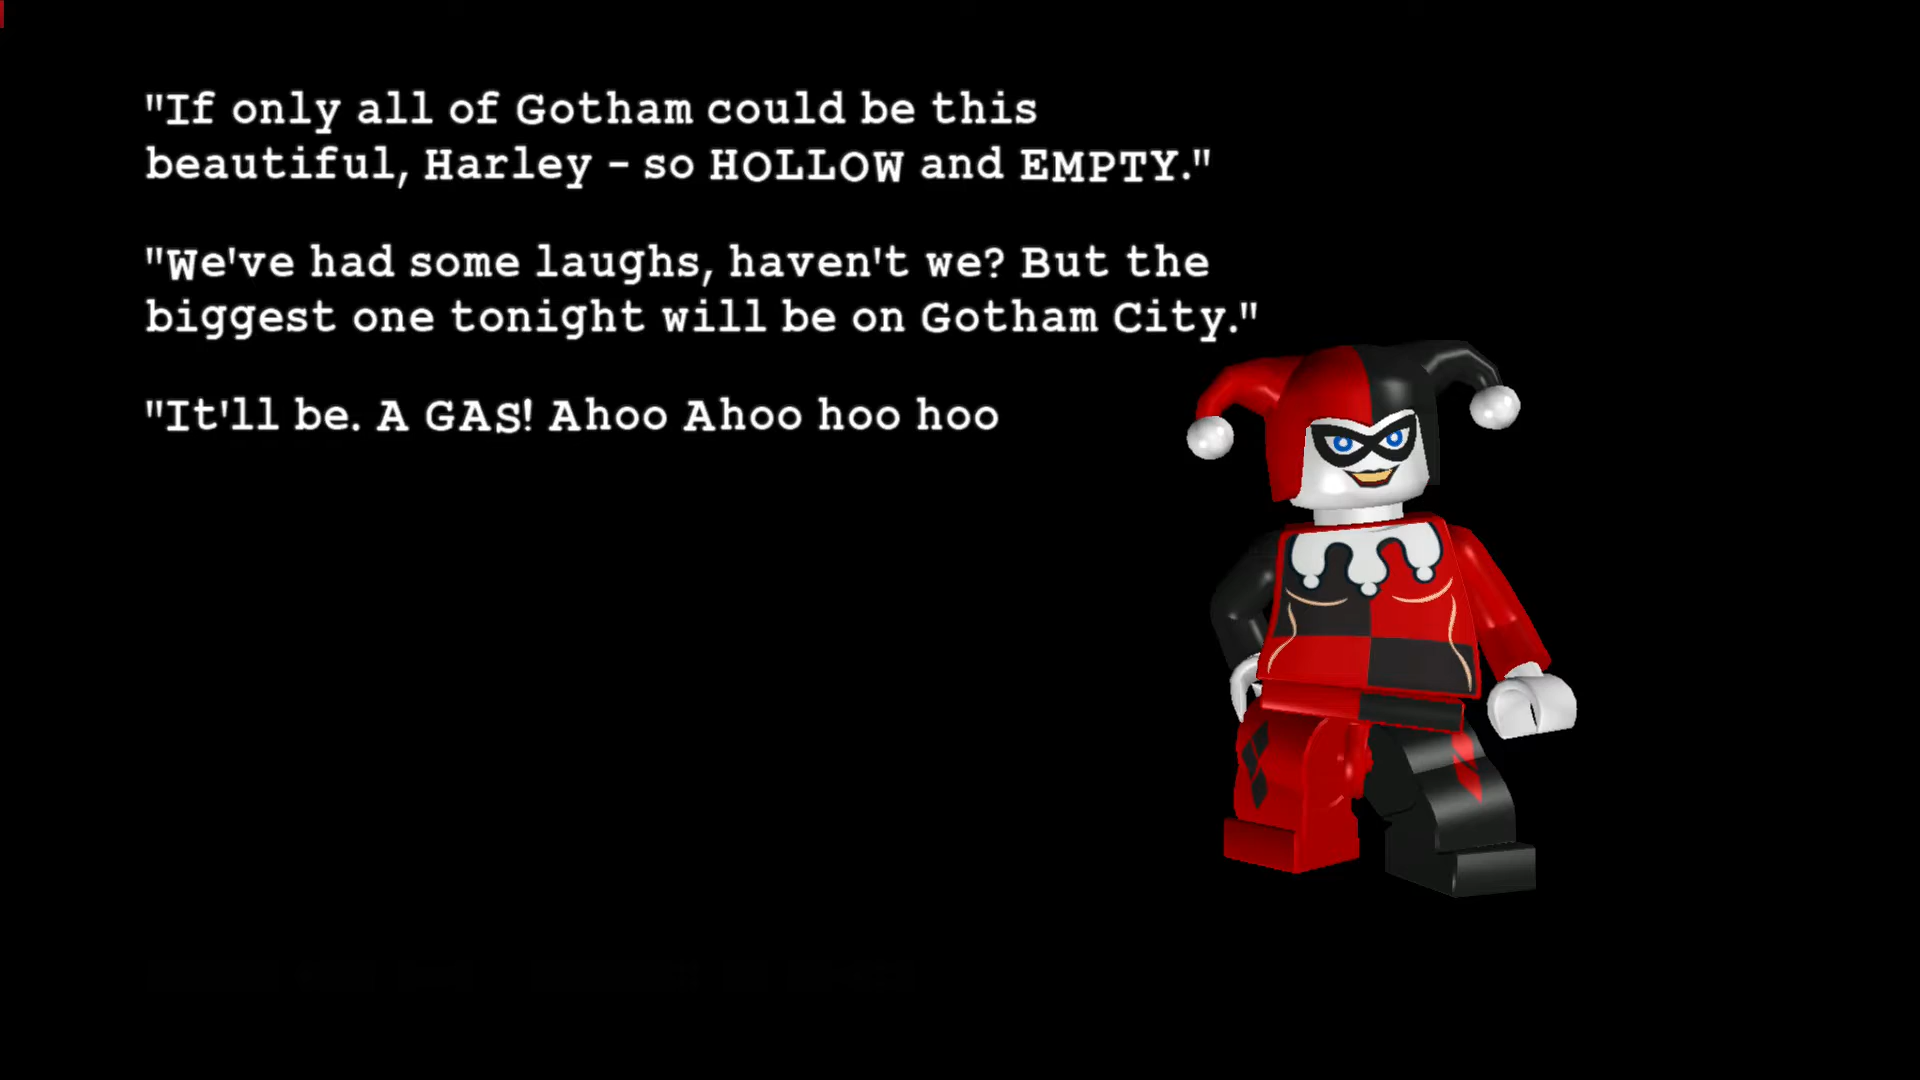 "If only all of Gotham could be this
beautiful, Harley - so HOLLOW and EMPTY."
"We've had some laughs, haven't we? But the
biggest one tonight will be on Gotham City."
"It'll be. A GAS! Ahoo Ahoo hoo hoo